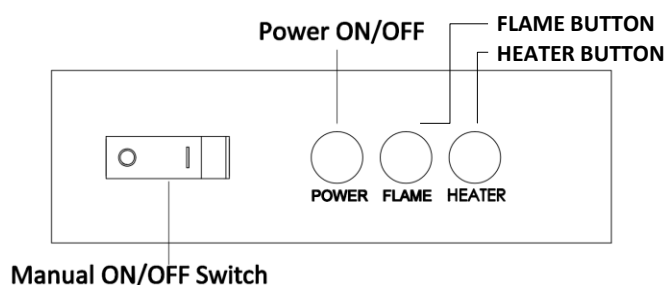 Power ON/OFF
FLAME BUTTON
HEATER BUTTON
POWER FLAME HEATER
Manual ON/OFF Switch